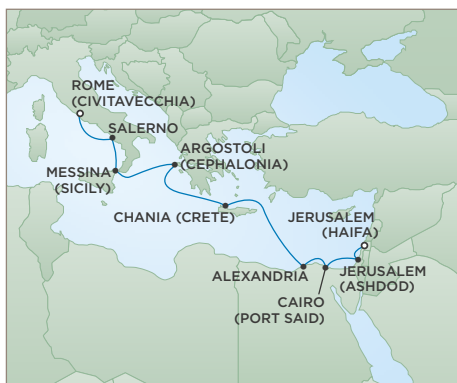 ROME
(CIVITAVECCHIA)
SALERNO
ARGOSTOLI
(CEPHALONIA)
MESSINA
(SICILY)
CHANIA (CRETE)
JERUSALEM
(HAIFA)
ALEXANDRIA
JERUSALEM
(ASHDOD)
CAIRO
(PORT SAID)